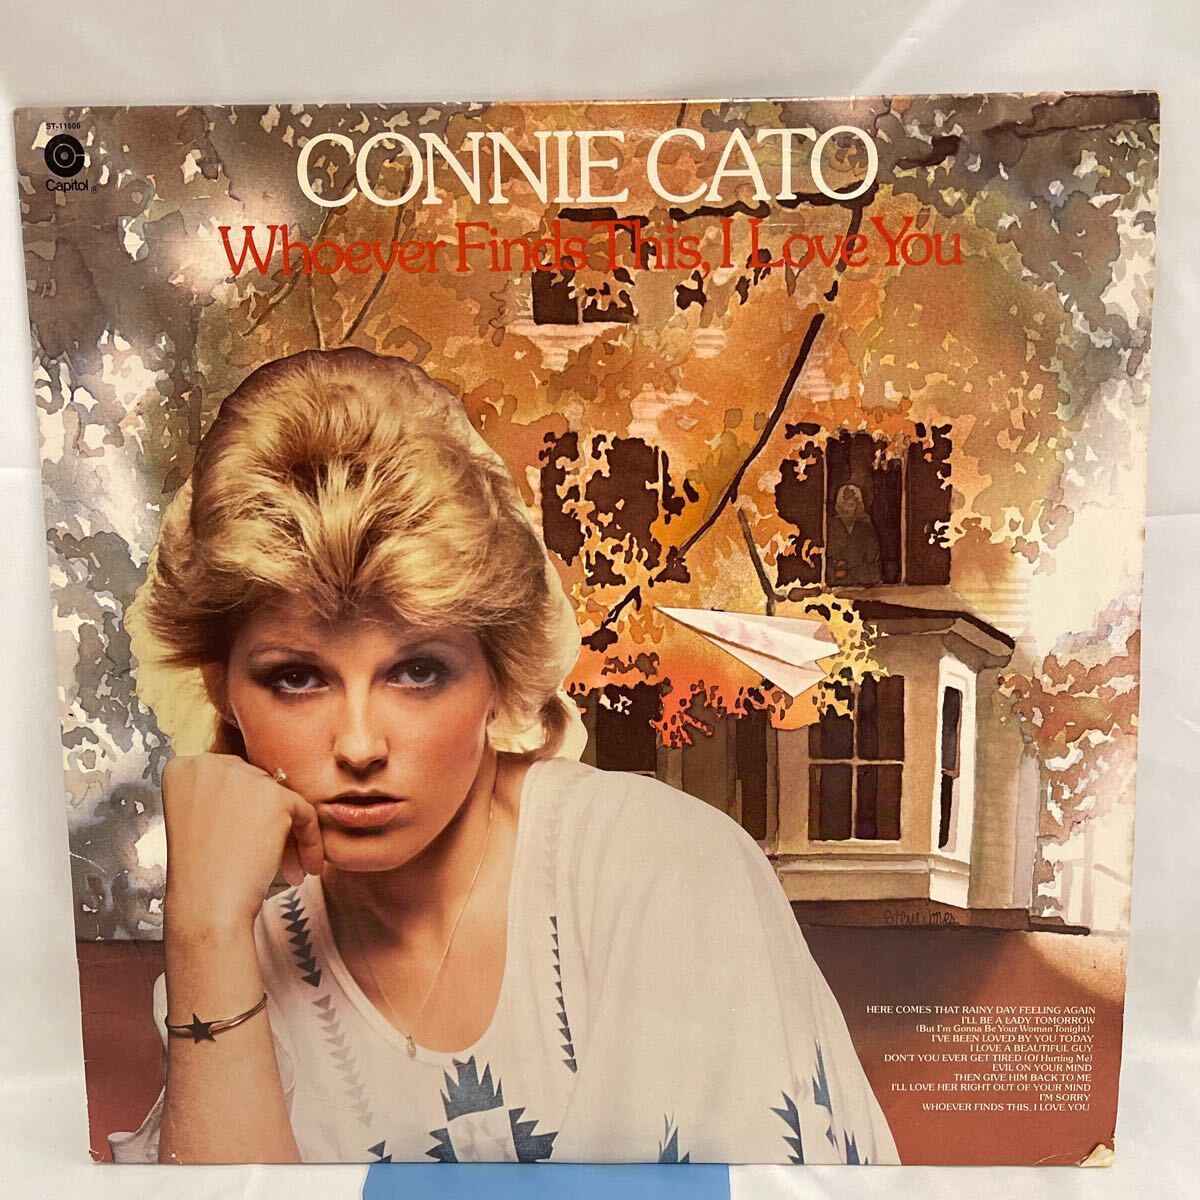 ST-11606
Capitol®
CONNIE CATO
Whoever Finds This, I Love You
HERE COMES THAT RAINY DAY FEELING AGAIN
I'LL BE A LADY TOMORROW
(But I'm Gonna Be Your Woman Tonight)
I'VE BEEN LOVED BY YOU TODAY
I LOVE A BEAUTIFUL GUY
DON'T YOU EVER GET TIRED (Of Hurting Me)
EVIL ON YOUR MIND
THEN GIVE HIM BACK TO ME
I'LL LOVE HER RIGHT OUT OF YOUR MIND
I'M SORRY
WHOEVER FINDS THIS, I LOVE YOU